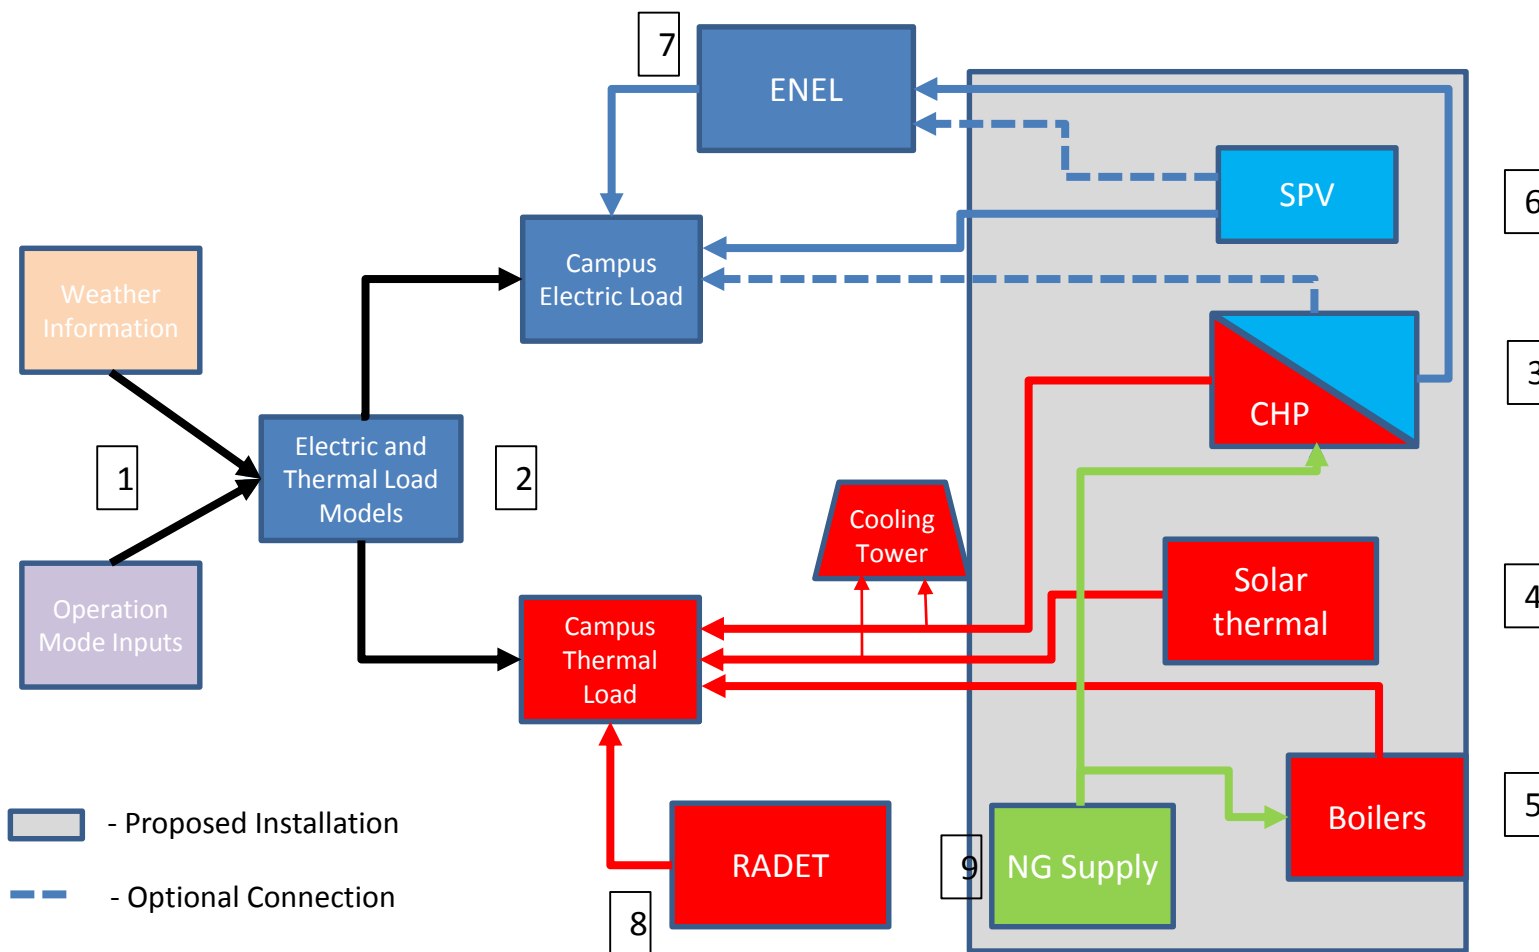 7
ENEL
SPV
6
Campus
Electric Load
Weather
Information
3
CHP
Electric and
Thermal Load
Models
1
2
Cooling
Tower
Solar
thermal
4
Operation
Mode Inputs
Campus
Thermal
Load
5
Boilers
- Proposed Installation
RADET
9
NG Supply
- Optional Connection
8